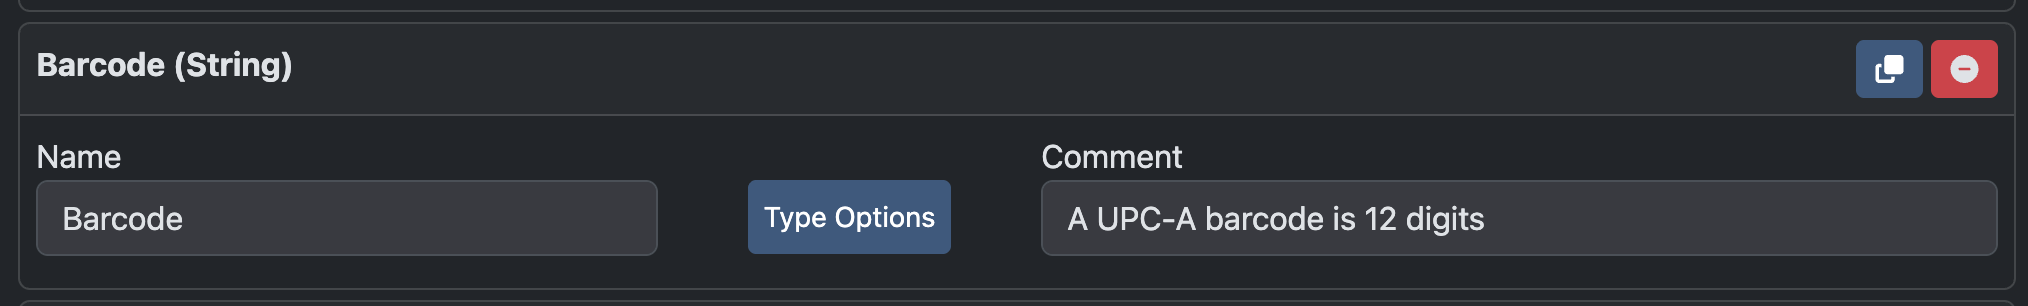 Barcode (String)
Name
Comment
Barcode
Type Options
A UPC-A barcode is 12 digits